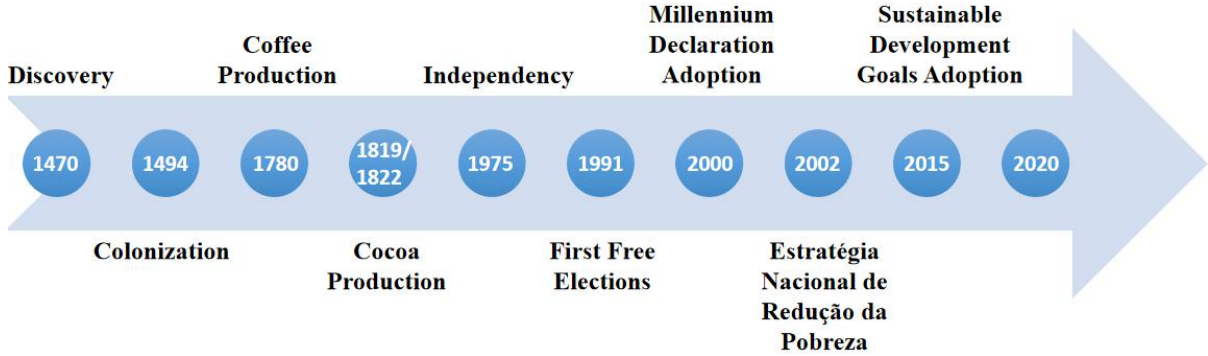 Discovery
Coffee
Production
Independency
Millennium
Declaration
Adoption
Sustainable
Development
Goals Adoption
1470
1494
1780
1819/
1822
1975
1991
2000
2002
2015
2020
Colonization
Cocoa
Production
First Free
Elections
Estratégia
Nacional de
Redução da
Pobreza